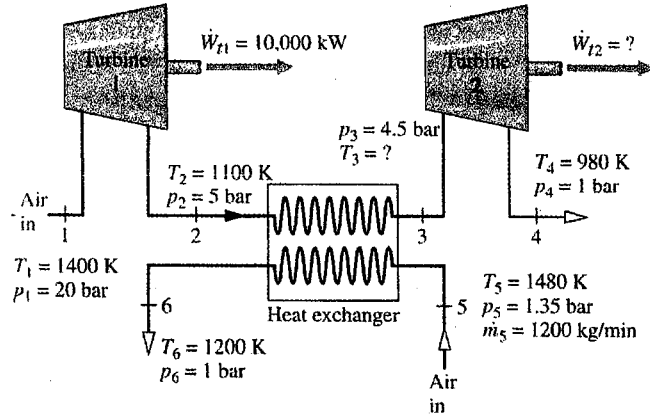 Turbine
1
Ẇt1 = 10,000 kW
Turbine
2
Ẇt2 = ?
p3 = 4.5 bar
T3 = ?
T2 = 1100 K
p2 = 5 bar
T4 = 980 K
p4 = 1 bar
Air
in
1
2
3
4
T1 = 1400 K
p1 = 20 bar
6
Heat exchanger
5
T5 = 1480 K
p5 = 1.35 bar
ṁ5 = 1200 kg/min
T6 = 1200 K
p6 = 1 bar
Air
in